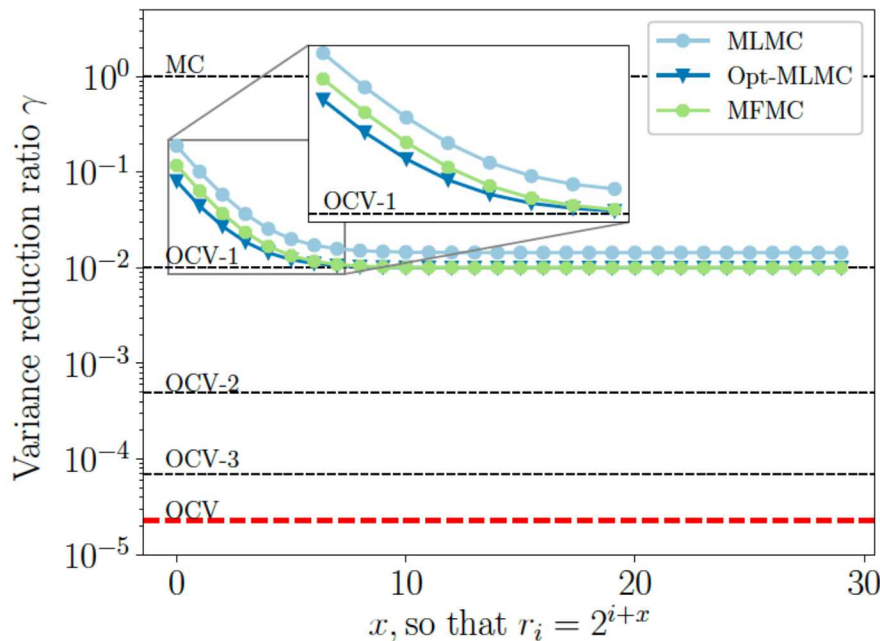 MC
MLMC
Opt-MLMC
MFMC
OCV-1
OCV-1
OCV-2
OCV-3
OCV
10^0
10^{-1}
10^{-2}
10^{-3}
10^{-4}
10^{-5}
Variance reduction ratio γ
0
10
20
30
x, so that r_i = 2^{i+x}